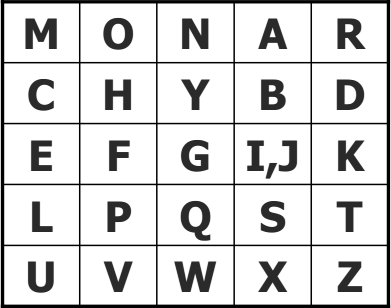 M O N A R
C H Y B D
E F G I,J K
L P Q S T
U V W X Z